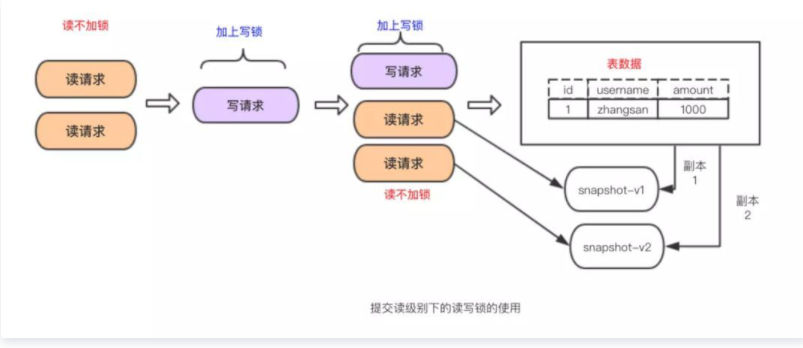 读不加锁
读请求
读请求
加上写锁
写请求
加上写锁
写请求
读请求
读请求
读不加锁
表数据
id username amount
1 zhangsan 1000
snapshot-v1
副本
1
snapshot-v2
副本
2
提交读级别下的读写锁的使用